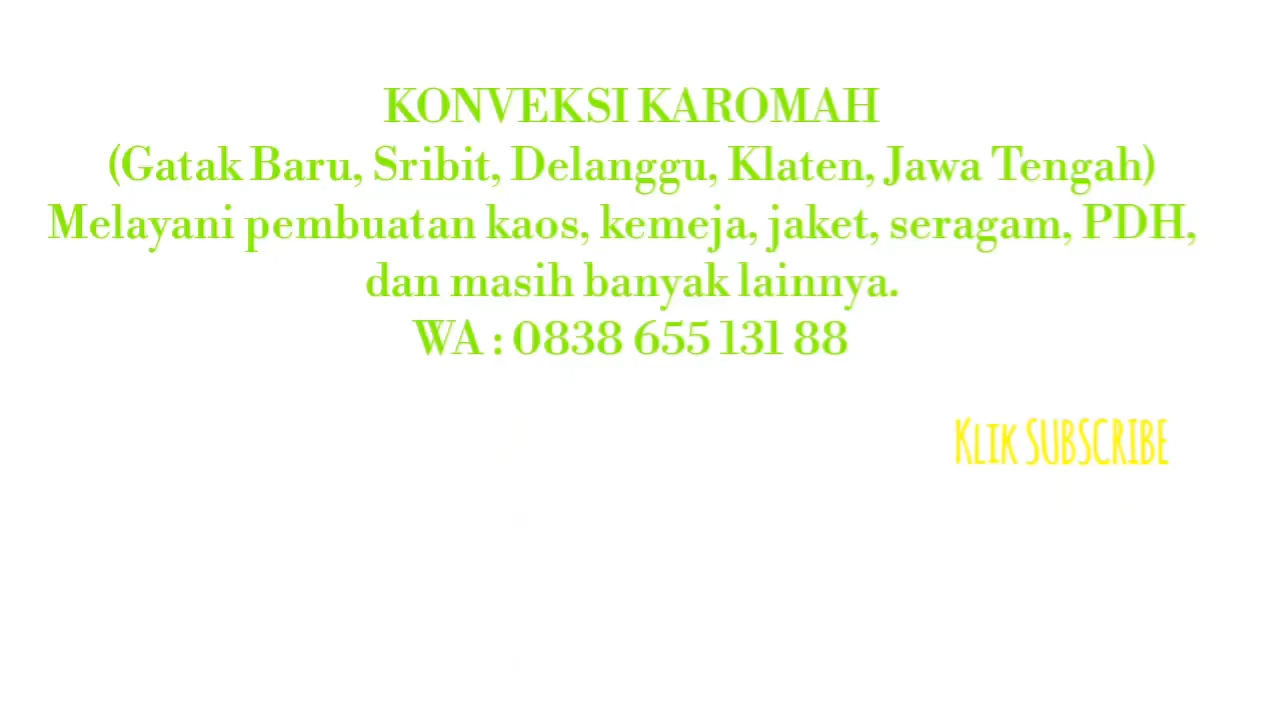 KONVEKSI KAROMAH
(Gatak Baru, Sribit, Delanggu, Klaten, Jawa Tengah)
Melayani pembuatan kaos, kemeja, jaket, seragam, PDH,
dan masih banyak lainnya.
WA : 0838 655 131 88
Klik SUBSCRIBE